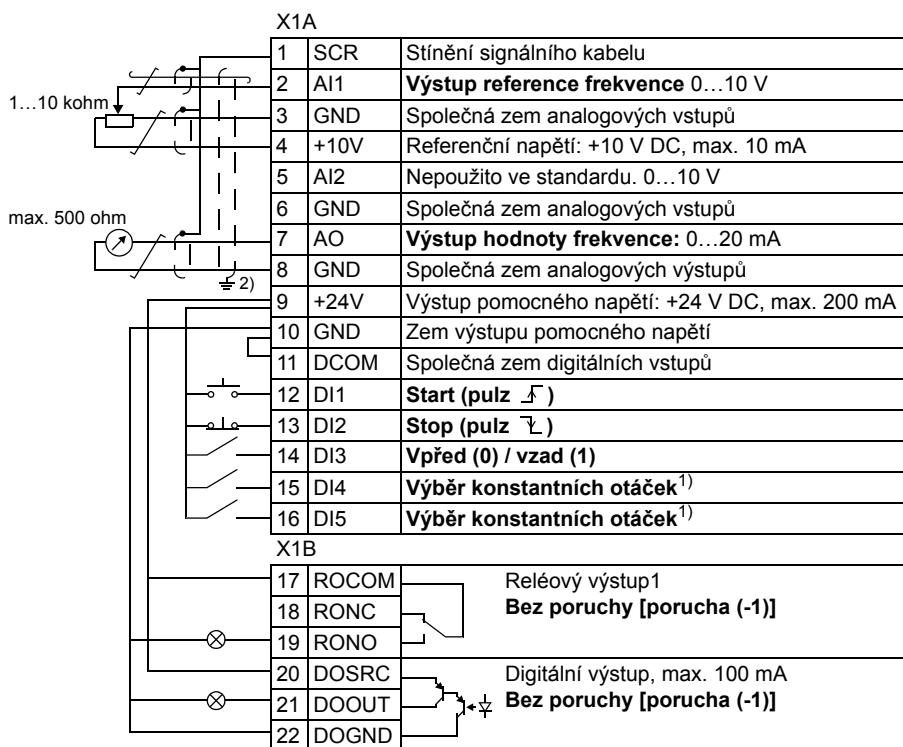 X1A
1 SCR Stínění signálního kabelu
2 AI1 Výstup reference frekvence 0…10 V
1…10 kohm
3 GND Společná zem analogových vstupů
4 +10V Referenční napětí: +10 V DC, max. 10 mA
5 AI2 Nepoužito ve standardu. 0…10 V
max. 500 ohm
6 GND Společná zem analogových vstupů
7 AO Výstup hodnoty frekvence: 0…20 mA
8 GND Společná zem analogových výstupů
2)
9 +24V Výstup pomocného napětí: +24 V DC, max. 200 mA
10 GND Zem výstupu pomocného napětí
11 DCOM Společná zem digitálních vstupů
12 DI1 Start (pulz )
13 DI2 Stop (pulz )
14 DI3 Vpřed (0) / vzad (1)
15 DI4 Výběr konstantních otáček1)
16 DI5 Výběr konstantních otáček1)
X1B
17 ROCOM Reléový výstup1
18 RONC Bez poruchy [porucha (-1)]
19 RONO
20 DOSRC Digitální výstup, max. 100 mA
21 DOOUT Bez poruchy [porucha (-1)]
22 DOGND